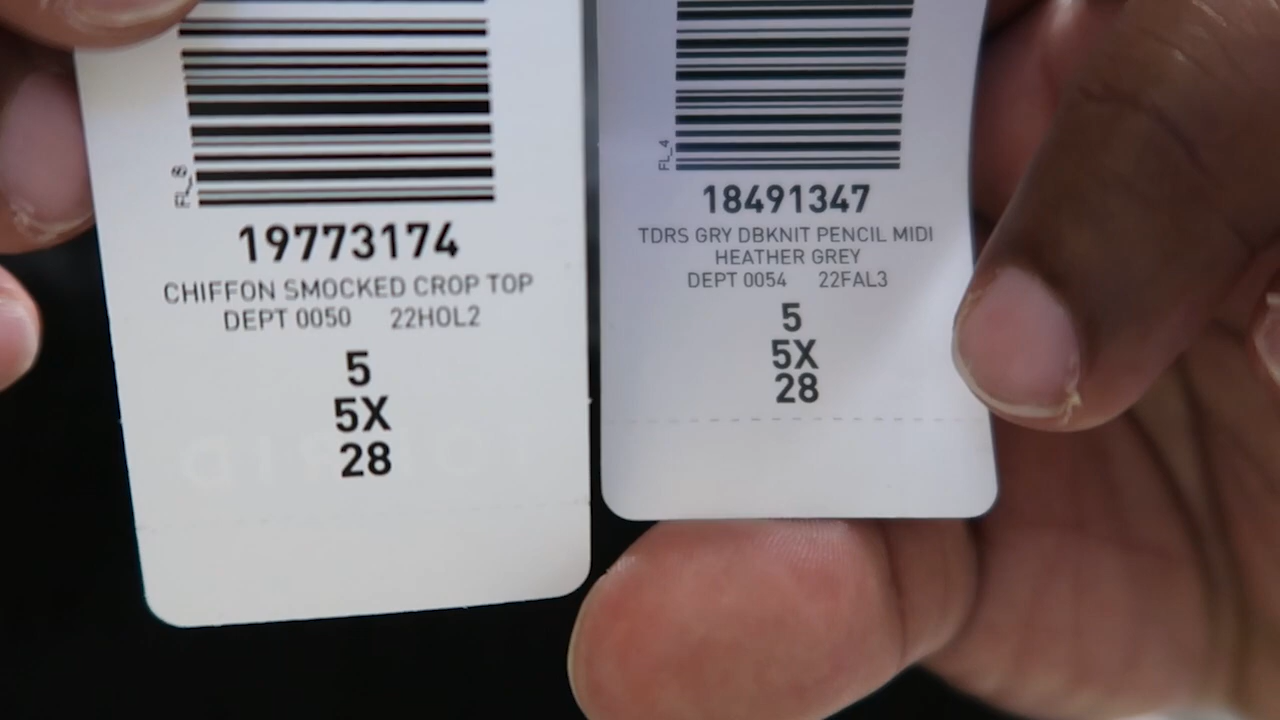 FL_8
19773174
CHIFFON SMOCKED CROP TOP
DEPT 0050 22HOL2
5
5X
28
FL_4
18491347
TDRS GRY DBKNIT PENCIL MIDI
HEATHER GREY
DEPT 0054 22FAL3
5
5X
28